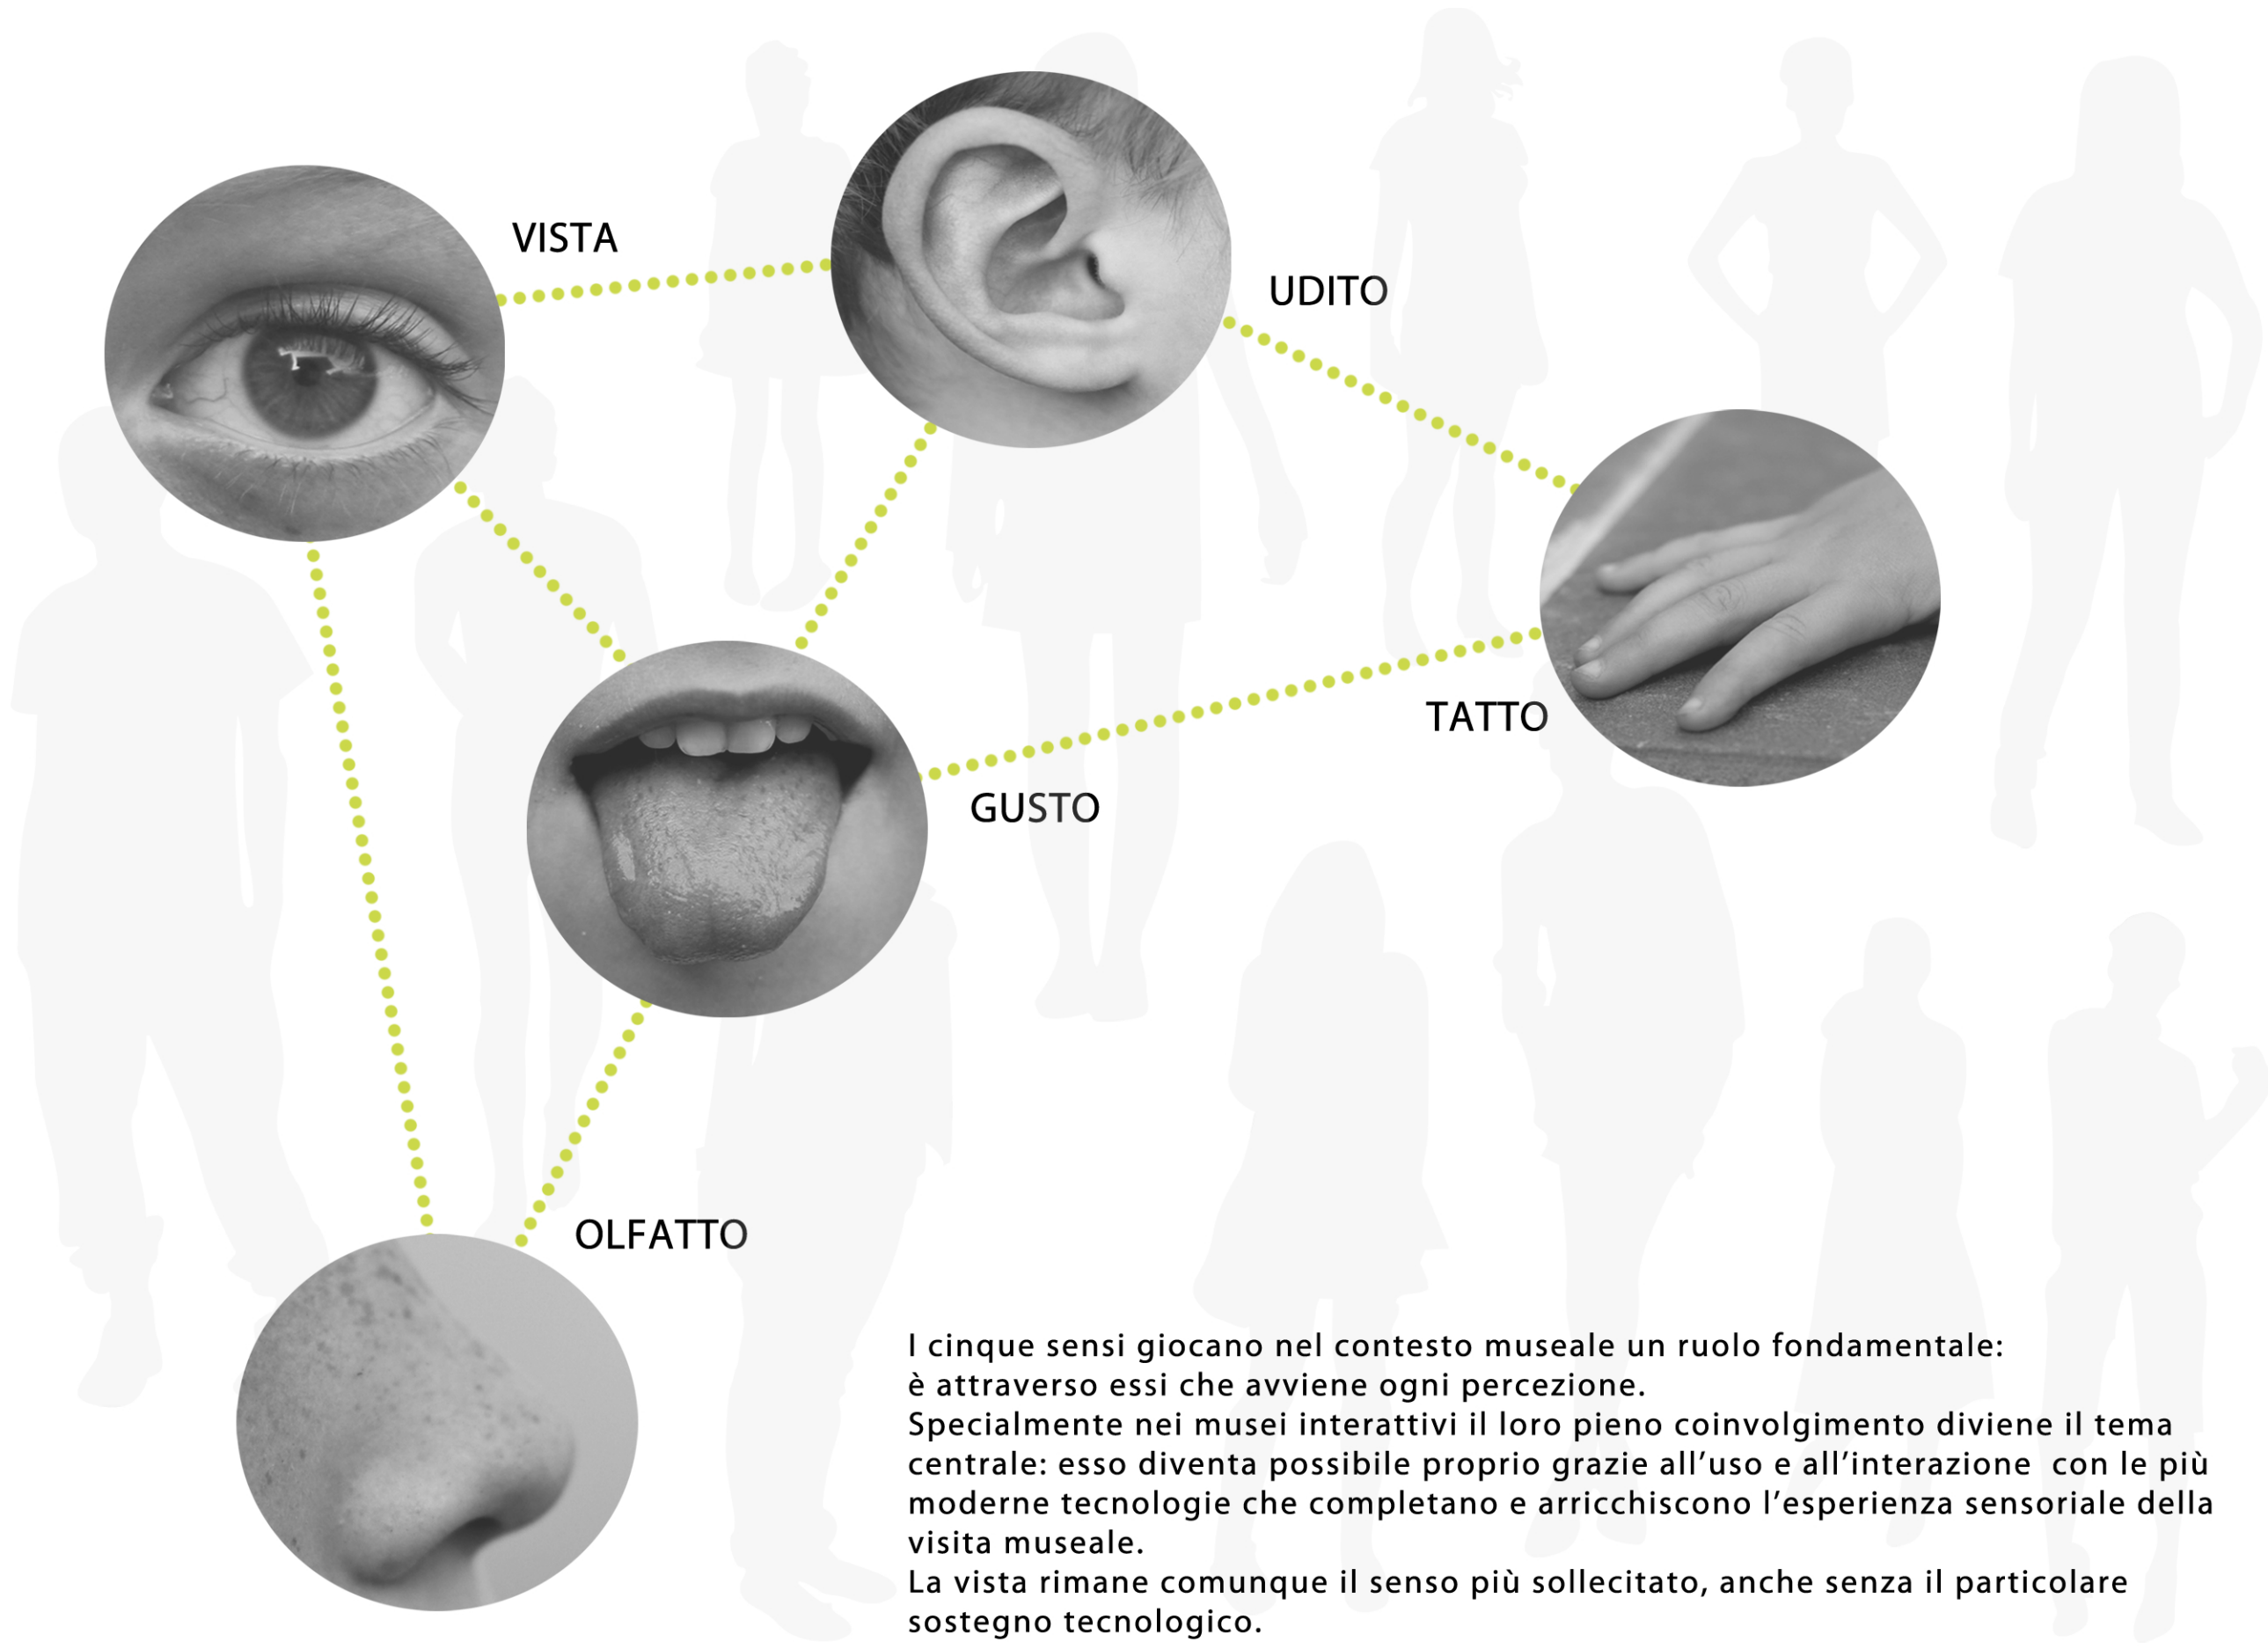 VISTA
UDITO
TATTO
GUSTO
OLFATTO
I cinque sensi giocano nel contesto museale un ruolo fondamentale:
è attraverso essi che avviene ogni percezione.
Specialmente nei musei interattivi il loro pieno coinvolgimento diviene il tema
centrale: esso diventa possibile proprio grazie all’uso e all’interazione con le più
moderne tecnologie che completano e arricchiscono l’esperienza sensoriale della
visita museale.
La vista rimane comunque il senso più sollecitato, anche senza il particolare
sostegno tecnologico.